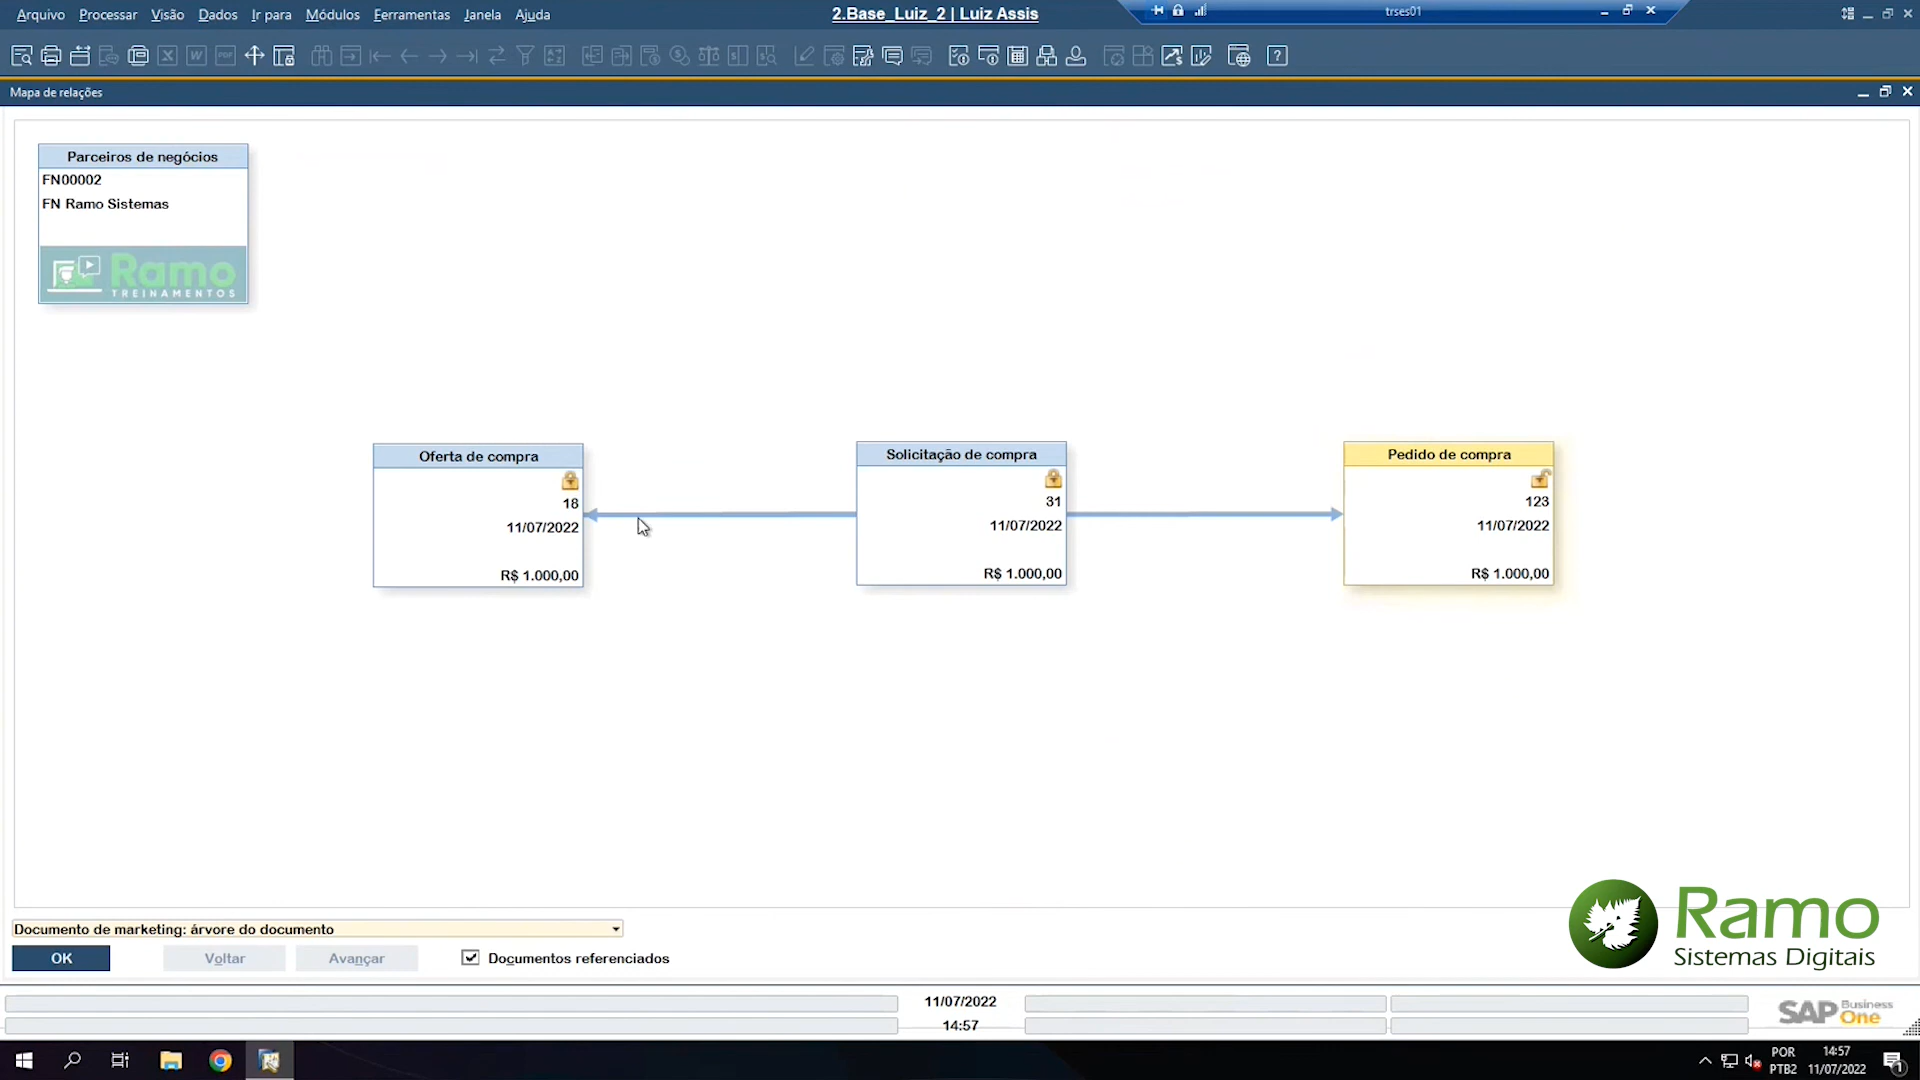 Arquivo Processar Visão Dados Ir para Módulos Ferramentas Janela Ajuda
2.Base_Luiz_2 | Luiz Assis
trses01
Mapa de relações
Parceiros de negócios
FN00002
FN Ramo Sistemas
Ramo
TREINAMENTOS
Oferta de compra
18
11/07/2022
R$ 1.000,00
Solicitação de compra
31
11/07/2022
R$ 1.000,00
Pedido de compra
123
11/07/2022
R$ 1.000,00
Documento de marketing: árvore do documento
OK Voltar Avançar Documentos referenciados
Ramo
Sistemas Digitais
11/07/2022
14:57
SAP Business One
POR
PTB2
14:57
11/07/2022
1